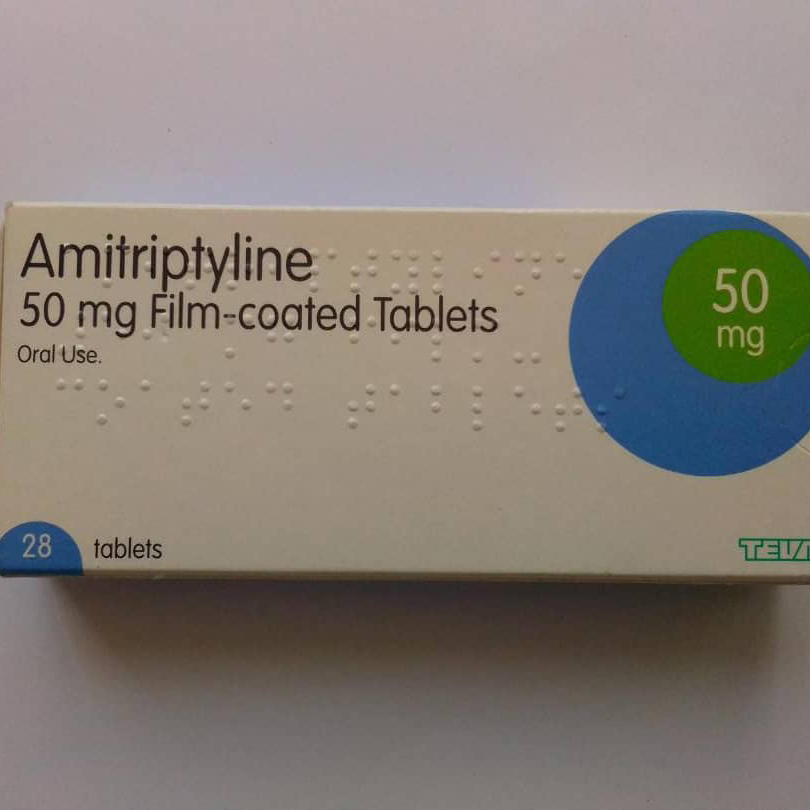 Amitriptyline
50 mg Film-coated Tablets
Oral Use.
50
mg
28 tablets